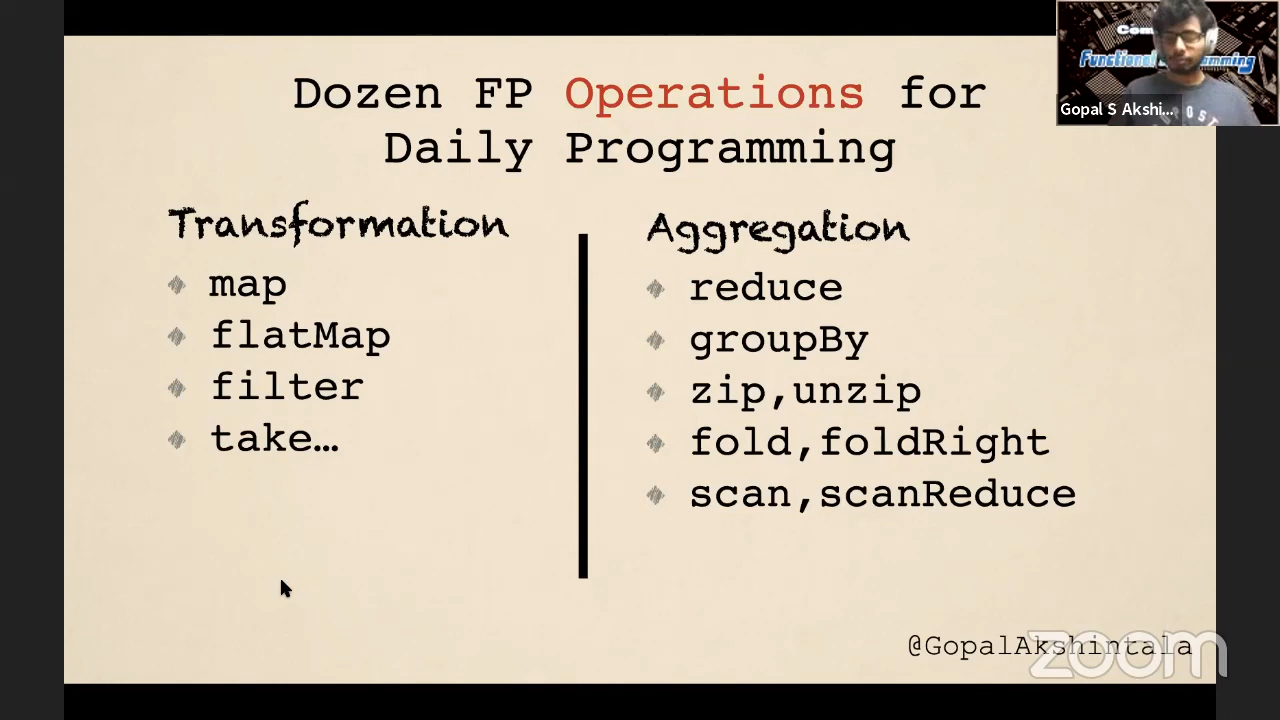 Dozen FP Operations for
Daily Programming
Transformation
map
flatMap
filter
take…
Aggregation
reduce
groupBy
zip,unzip
fold,foldRight
scan,scanReduce
@GopalAkshintala
zoom
Gopal S Akshi...